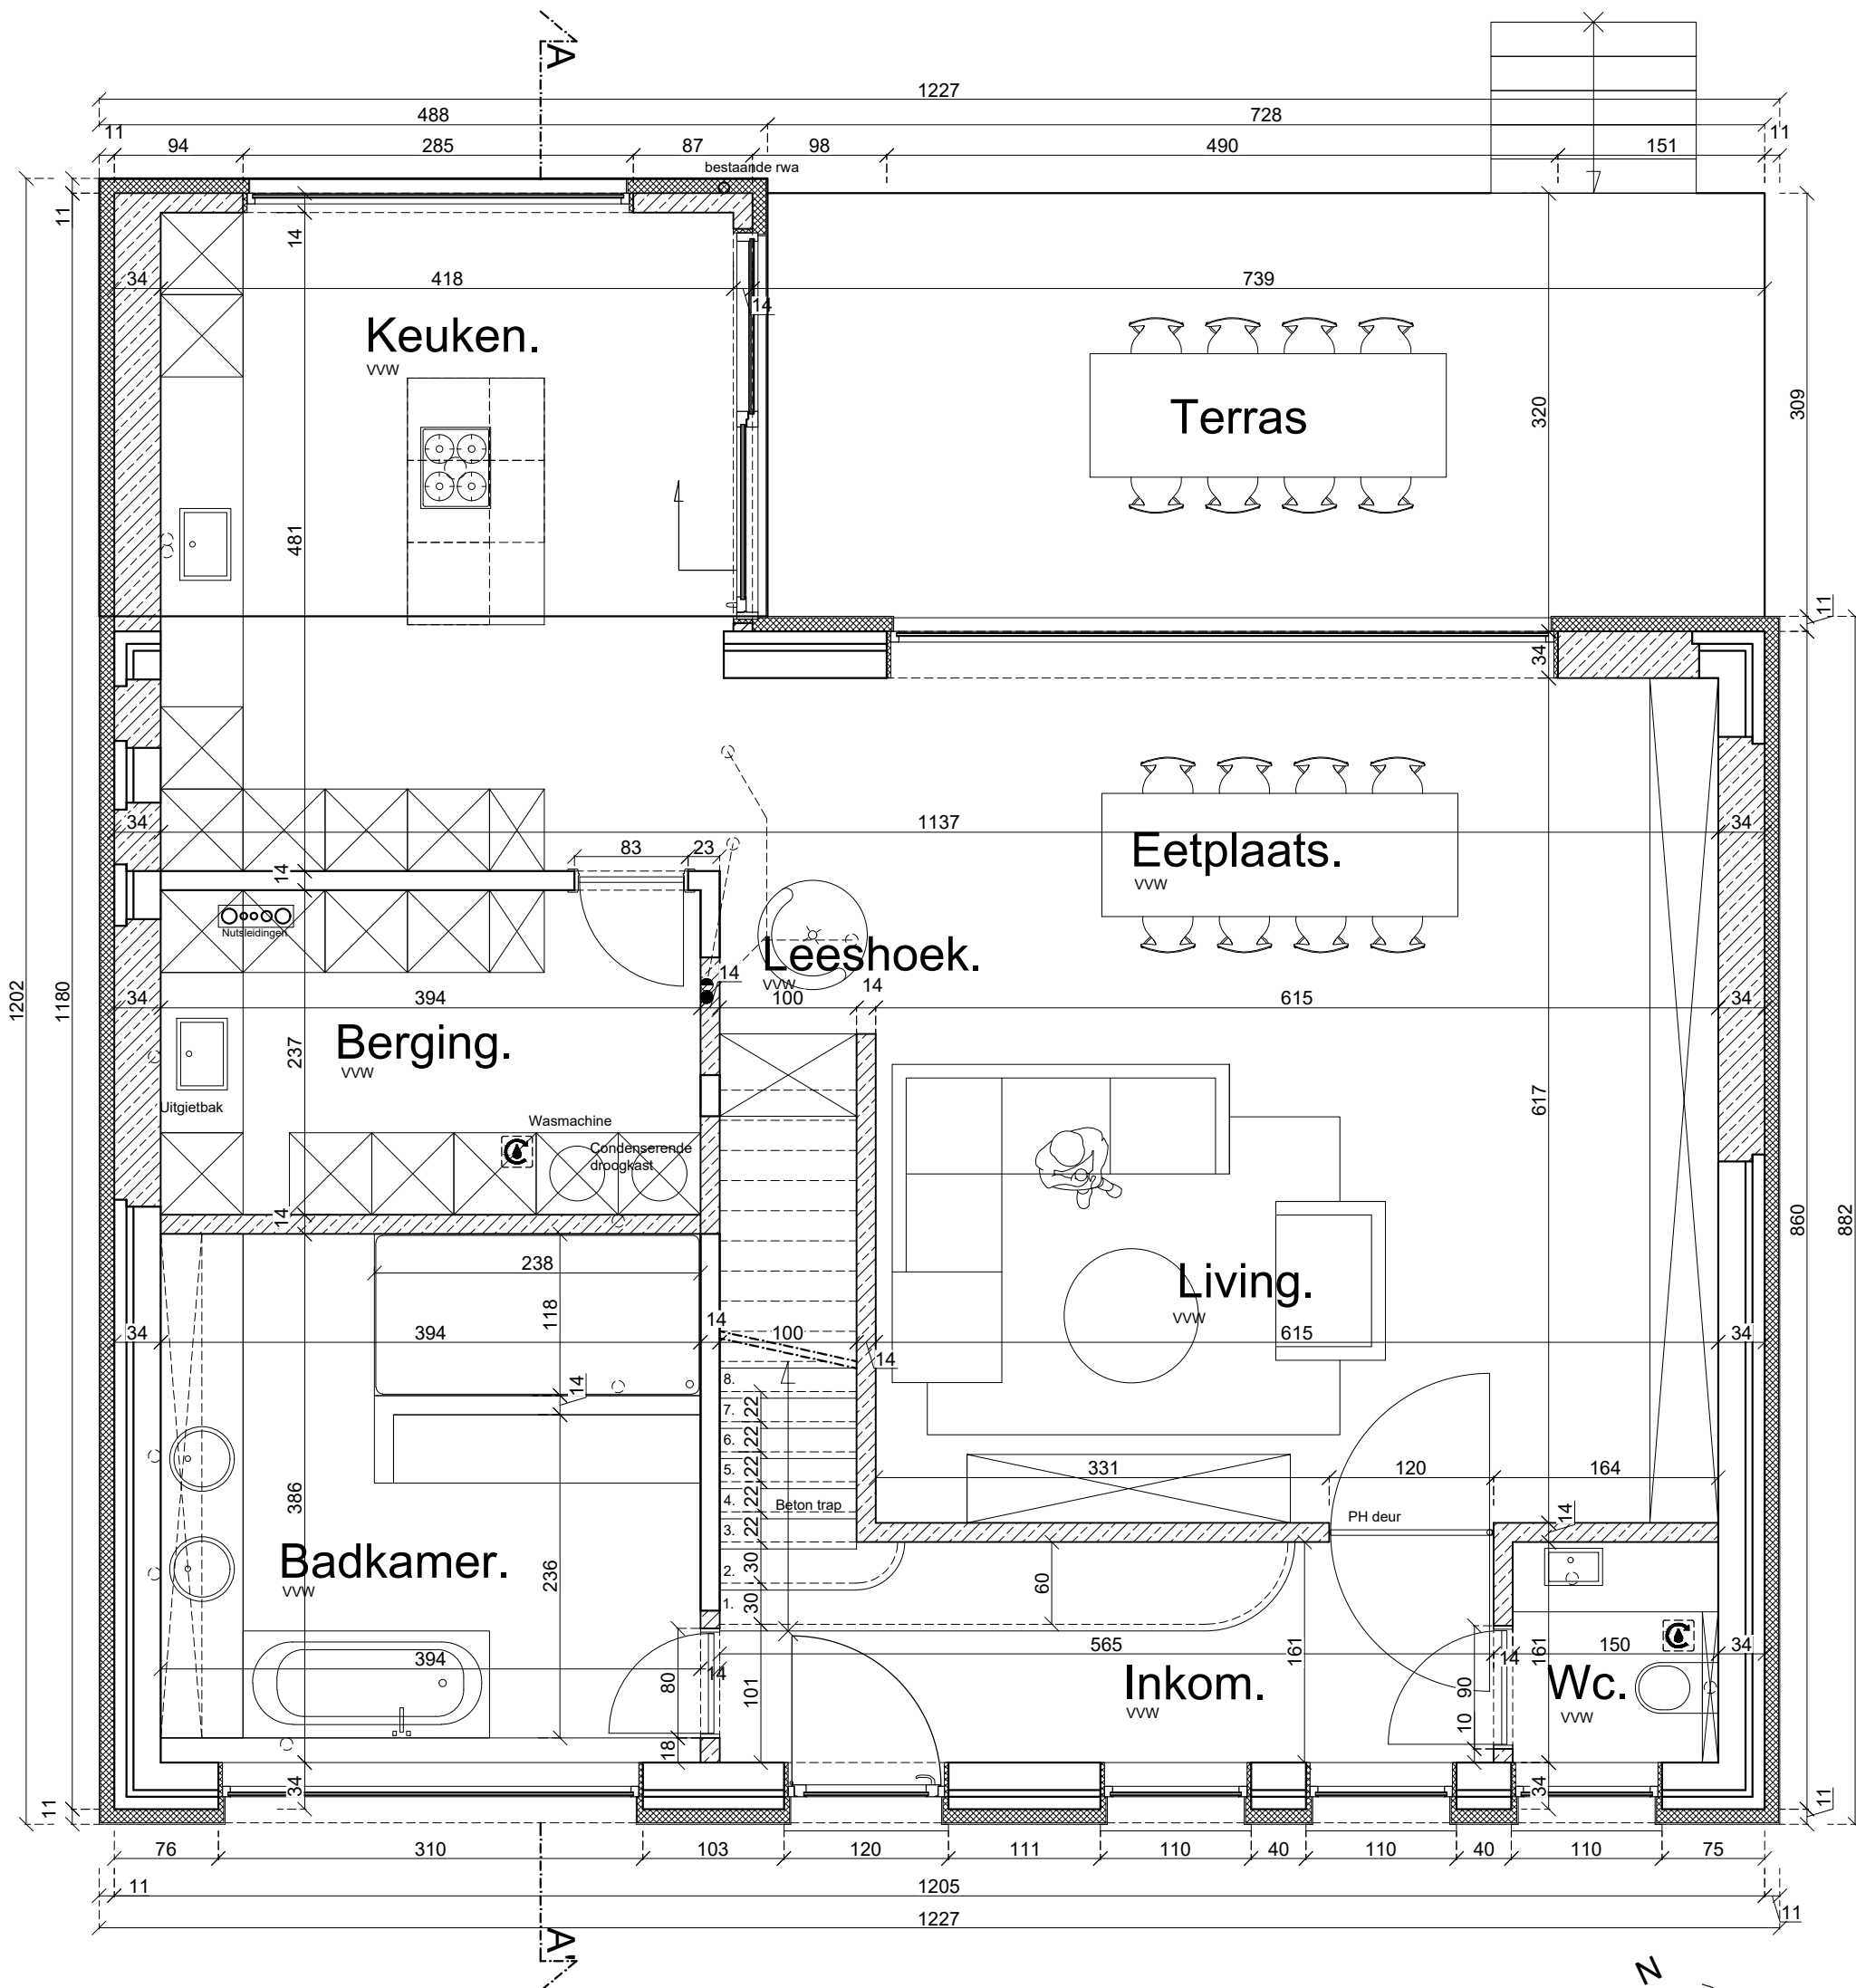 A
1227
488 728
11 94 285 87 98 490 151 11
bestaande rwa
11
14
34 418 14 739
Keuken.
VVW
Terras
320
309
481
11
34
34 1137 34
Eetplaats.
VVW
83 23
14
Nutsleidingen
Leeshoek.
VVW
14
14
34 394 100 615 34
1202
1180
Berging.
VVW
237
617
Uitgietbak
Wasmachine
Condenserende
droogkast
14
860
882
238
118
Living.
VVW
34 394 14 100 14 615 34
14
8.
7. 22
6. 22
5. 22
4. 22
3. 22
2. 30
1. 30
Beton trap
331 120 164
PH deur
14
386
Badkamer.
VVW
236
60
394
80
14
18
101
565
161
Inkom.
VVW
90
10
14
161
150 34
Wc.
VVW
34
34
11
11
76 310 103 120 111 110 40 110 40 110 75
11 1205
1227 11
A'
N